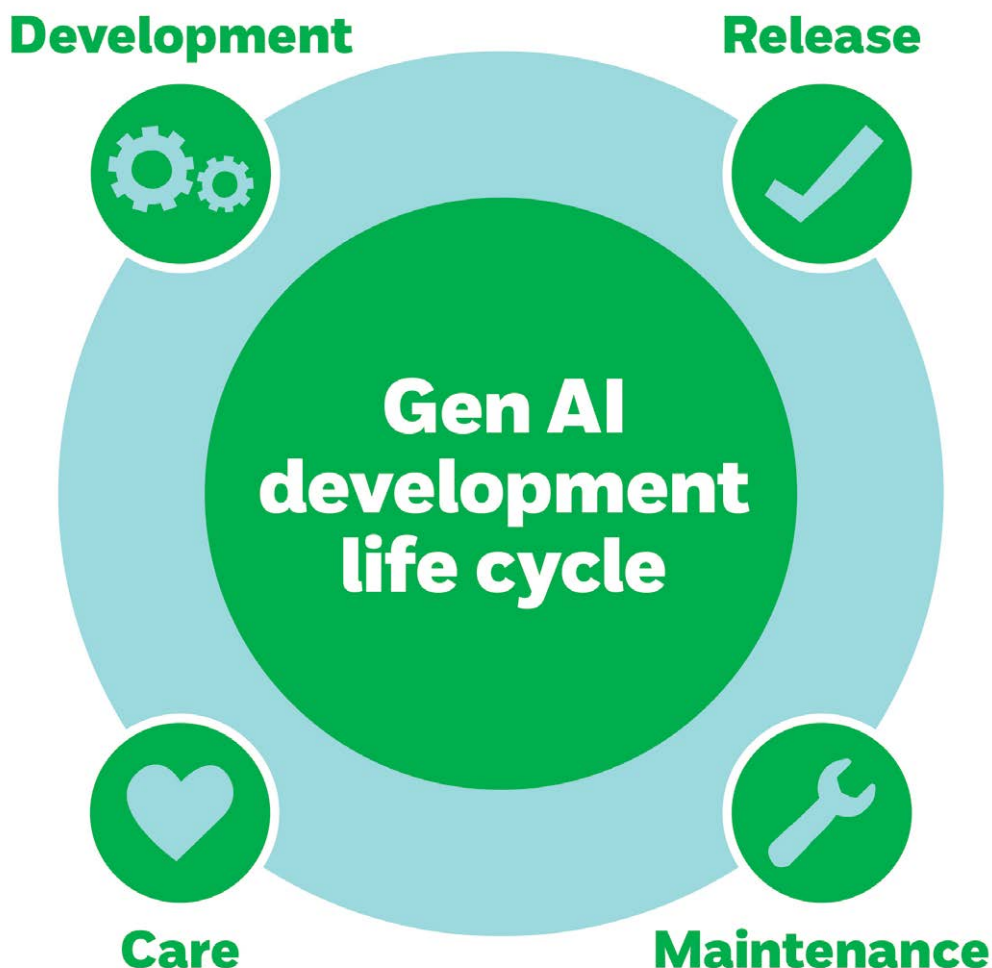 Development
Release
Gen AI
development
life cycle
Care
Maintenance